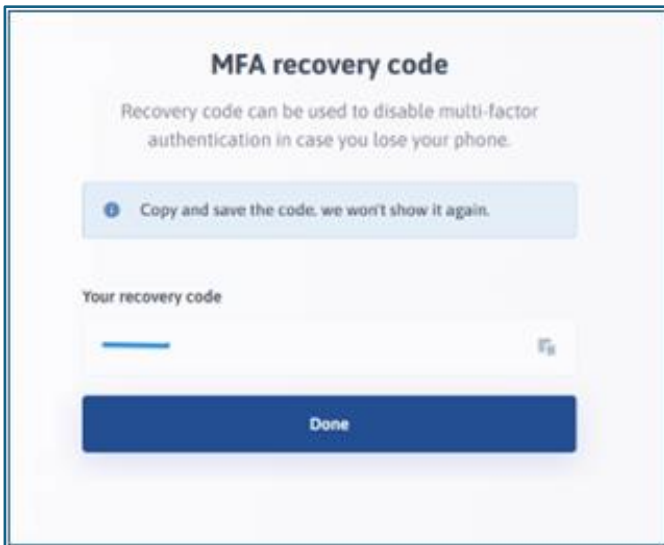 MFA recovery code
Recovery code can be used to disable multi-factor
authentication in case you lose your phone.
Copy and save the code, we won't show it again.
Your recovery code
Done